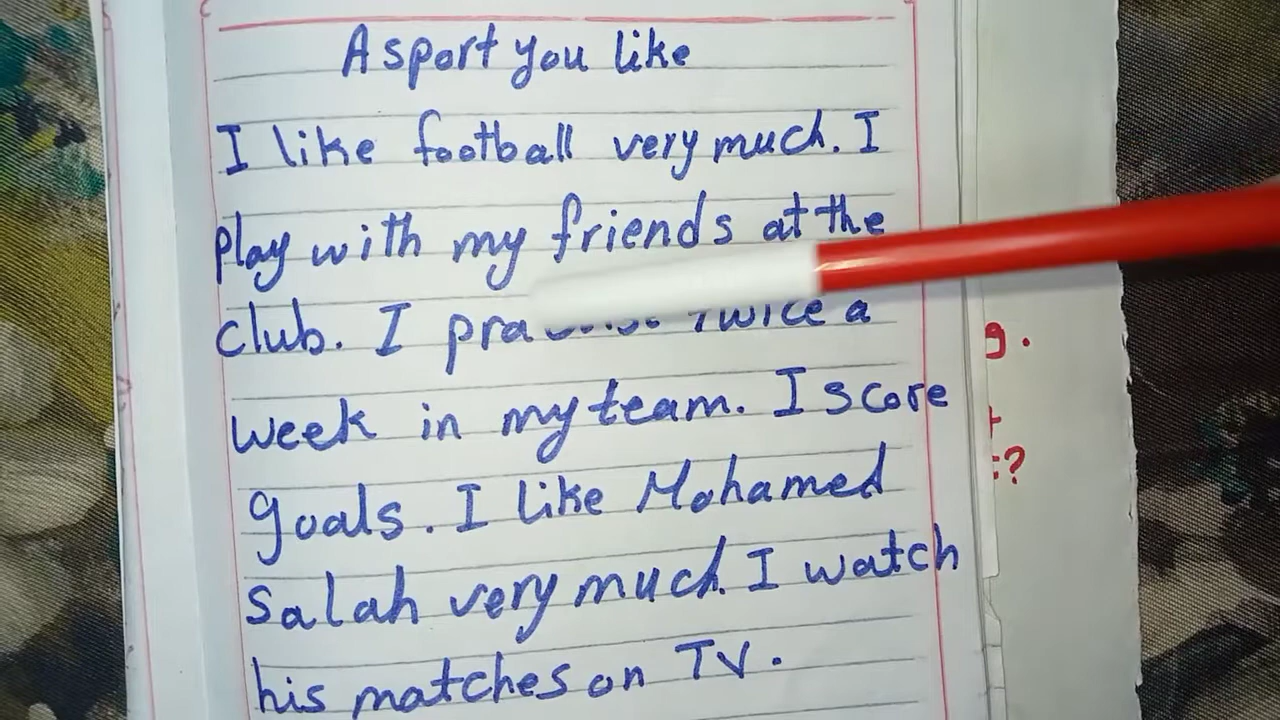 A sport you like
I like football very much. I
play with my friends at the
club. I twice a
week in my team. I score
goals. I like Mohamed
Salah very much. I watch
his matches on TV.
g.
?